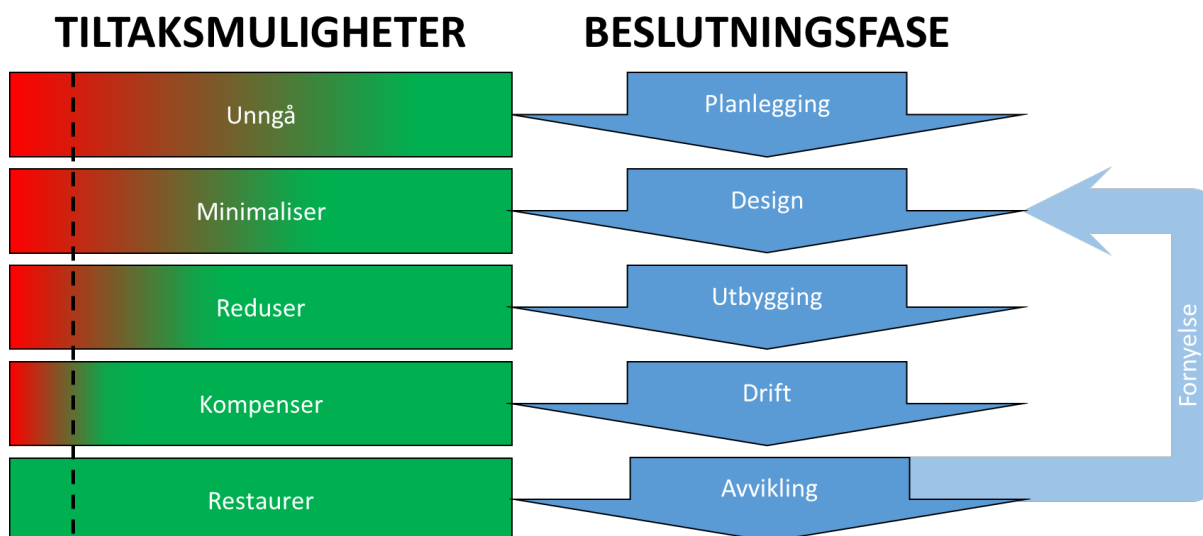 TILTAKSMULIGHETER
BESLUTNINGSFASE
Unngå
Planlegging
Minimaliser
Design
Reduser
Utbygging
Kompenser
Drift
Restaurer
Avvikling
Fornyelse